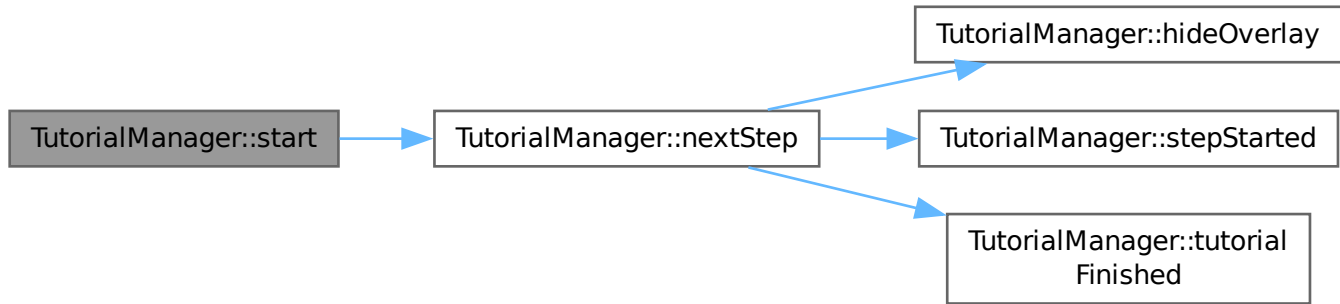 TutorialManager::start
TutorialManager::nextStep
TutorialManager::hideOverlay
TutorialManager::stepStarted
TutorialManager::tutorial
Finished